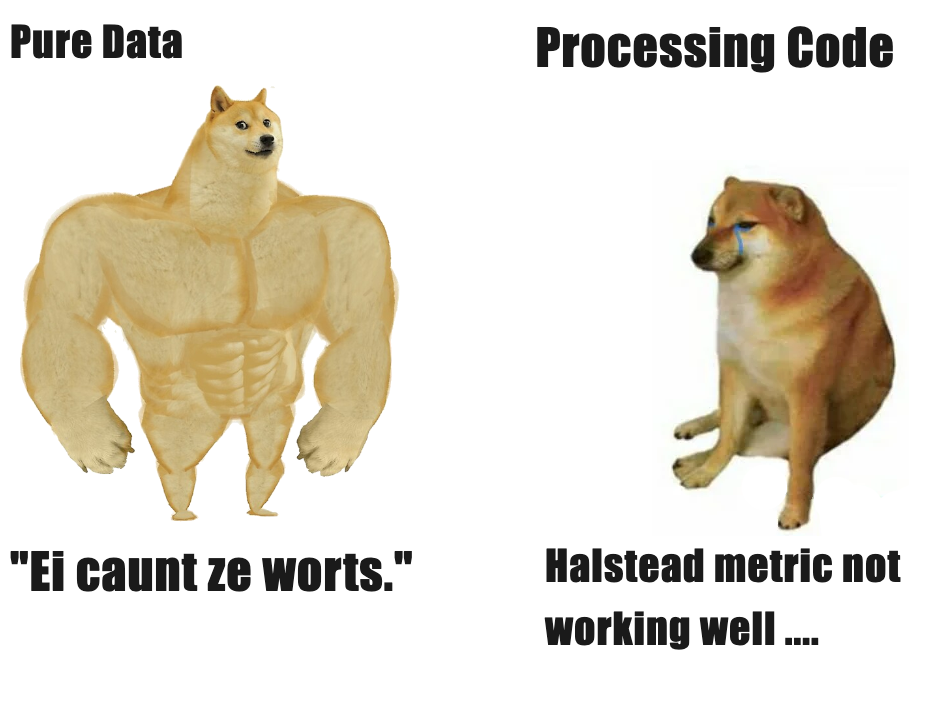 Pure Data
Processing Code
"Ei caunt ze worts."
Halstead metric not
working well ....